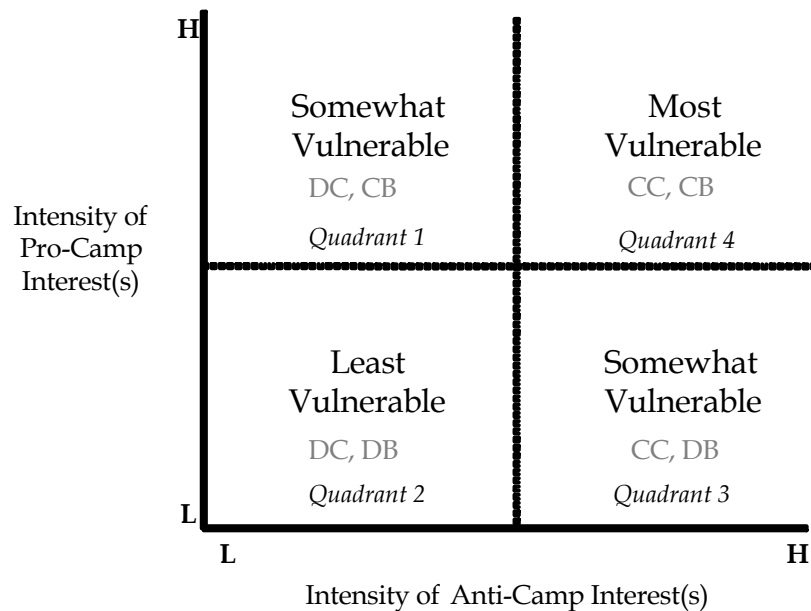 H
Somewhat
Vulnerable
DC, CB
Quadrant 1
Most
Vulnerable
CC, CB
Quadrant 4
Intensity of
Pro-Camp
Interest(s)
Least
Vulnerable
DC, DB
Quadrant 2
Somewhat
Vulnerable
CC, DB
Quadrant 3
L
L
H
Intensity of Anti-Camp Interest(s)